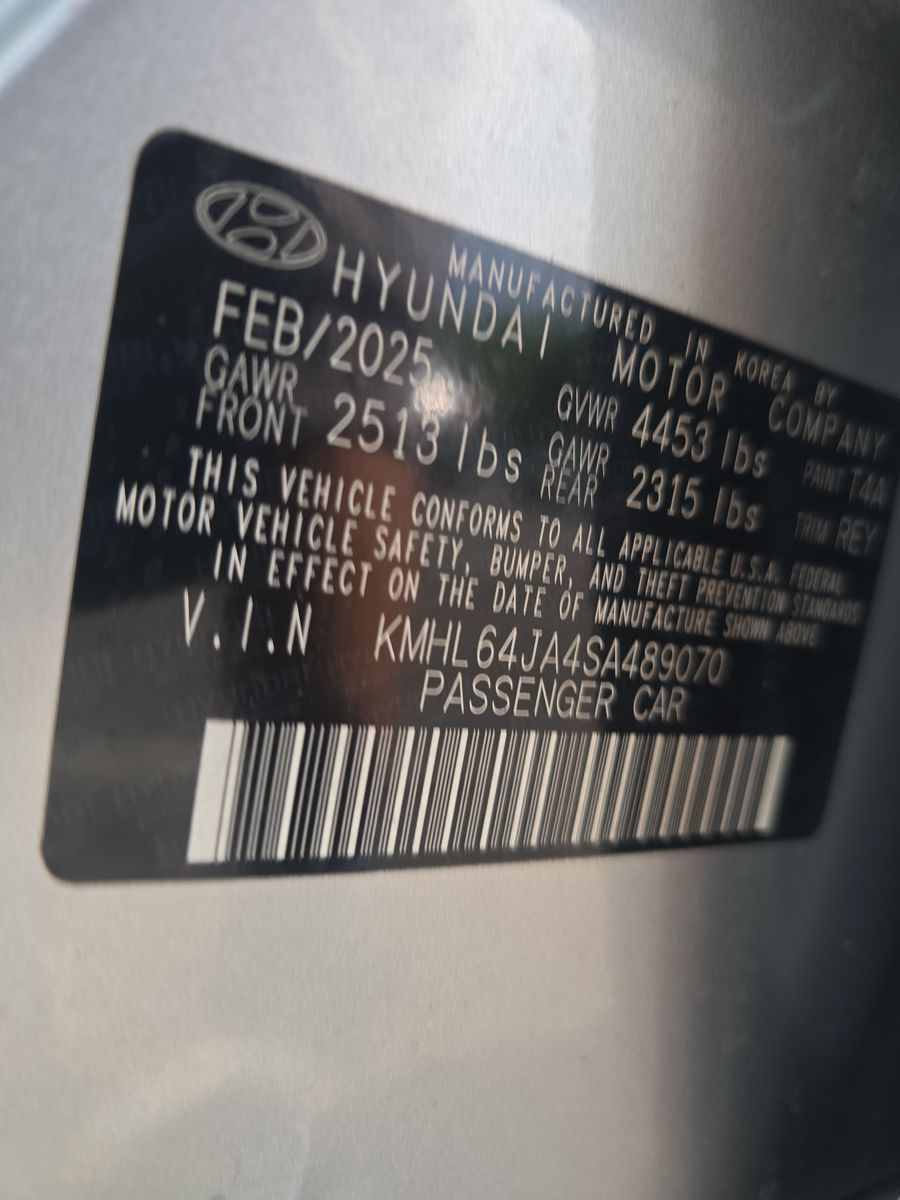 MANUFACTURED IN KOREA BY
HYUNDAI MOTOR COMPANY
FEB/2025 GVWR 4453 lbs PAINT T4A
GAWR FRONT 2513 lbs GAWR REAR 2315 lbs TRIM REY
THIS VEHICLE CONFORMS TO ALL APPLICABLE U.S.A. FEDERAL
MOTOR VEHICLE SAFETY, BUMPER, AND THEFT PREVENTION STANDARDS
IN EFFECT ON THE DATE OF MANUFACTURE SHOWN ABOVE
V.I.N KMHL64JA4SA489070
PASSENGER CAR